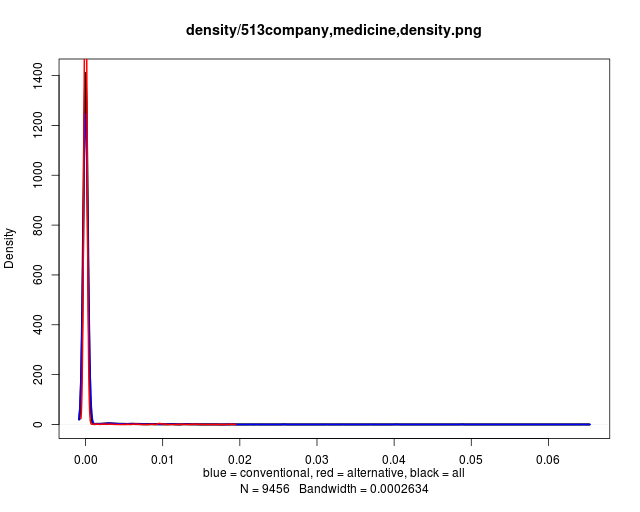 density/513company,medicine,density.png
1400
1200
1000
800
600
400
200
0
Density
0.00 0.01 0.02 0.03 0.04 0.05 0.06
blue = conventional, red = alternative, black = all
N = 9456 Bandwidth = 0.0002634